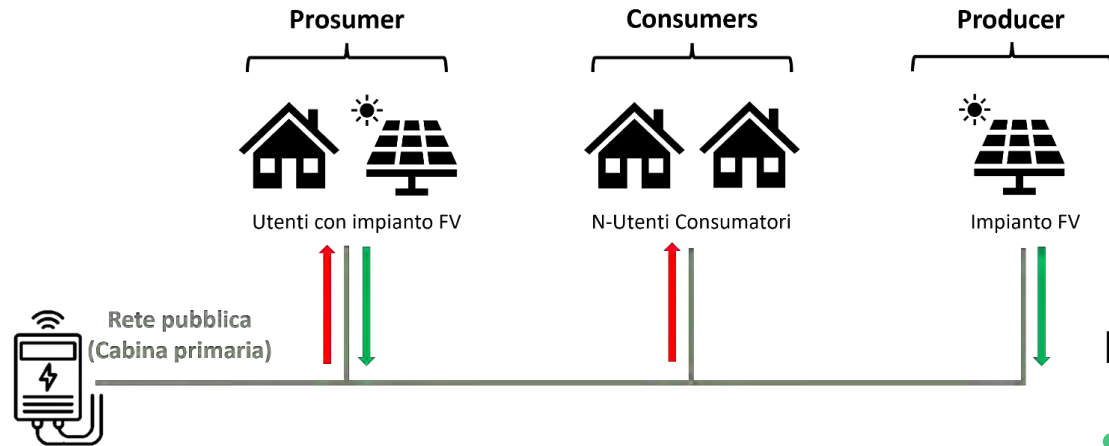 Prosumer
Consumers
Producer
Utenti con impianto FV
N-Utenti Consumatori
Impianto FV
Rete pubblica
(Cabina primaria)